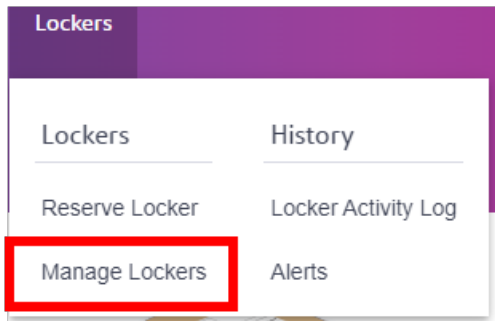 Lockers
Lockers
History
Reserve Locker
Locker Activity Log
Manage Lockers
Alerts